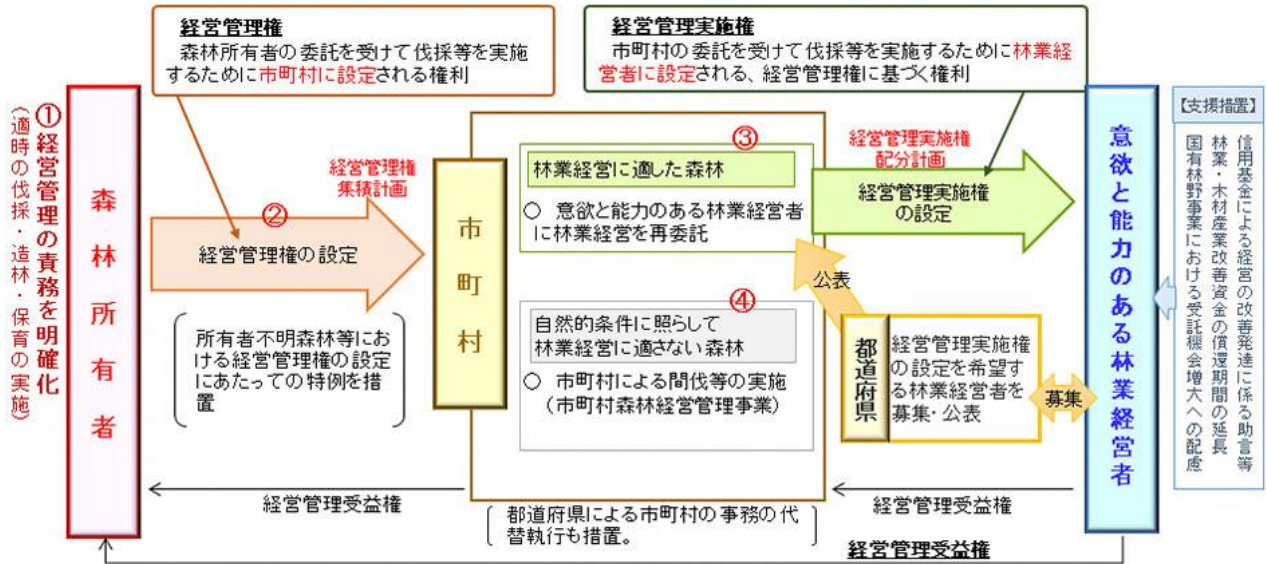 経営管理権
森林所有者の委託を受けて伐採等を実施
するために市町村に設定される権利
経営管理実施権
市町村の委託を受けて伐採等を実施するために林業経
営者に設定される、経営管理権に基づく権利
①経営管理の責務を明確化
(適時の伐採・造林・保育の実施)
森林所有者
経営管理権
集積計画
②
経営管理権の設定
所有者不明森林等にお
ける経営管理権の設定
にあたっての特例を措
置
市町村
③
林業経営に適した森林
○ 意欲と能力のある林業経営者
に林業経営を再委託
④
自然的条件に照らして
林業経営に適さない森林
○ 市町村による間伐等の実施
(市町村森林経営管理事業)
経営管理実施権
配分計画
経営管理実施権
の設定
公表
都道府県
経営管理実施権
の設定を希望す
る林業経営者を
募集・公表
募集
意欲と能力のある林業経営者
【支援措置】
信用基金による経営の改善発達に係る助言等
林業・木材産業改善資金の償還期間の延長
国有林野事業における受託機会増大への配慮
経営管理受益権
経営管理受益権
都道府県による市町村の事務の代
替執行も措置。
経営管理受益権